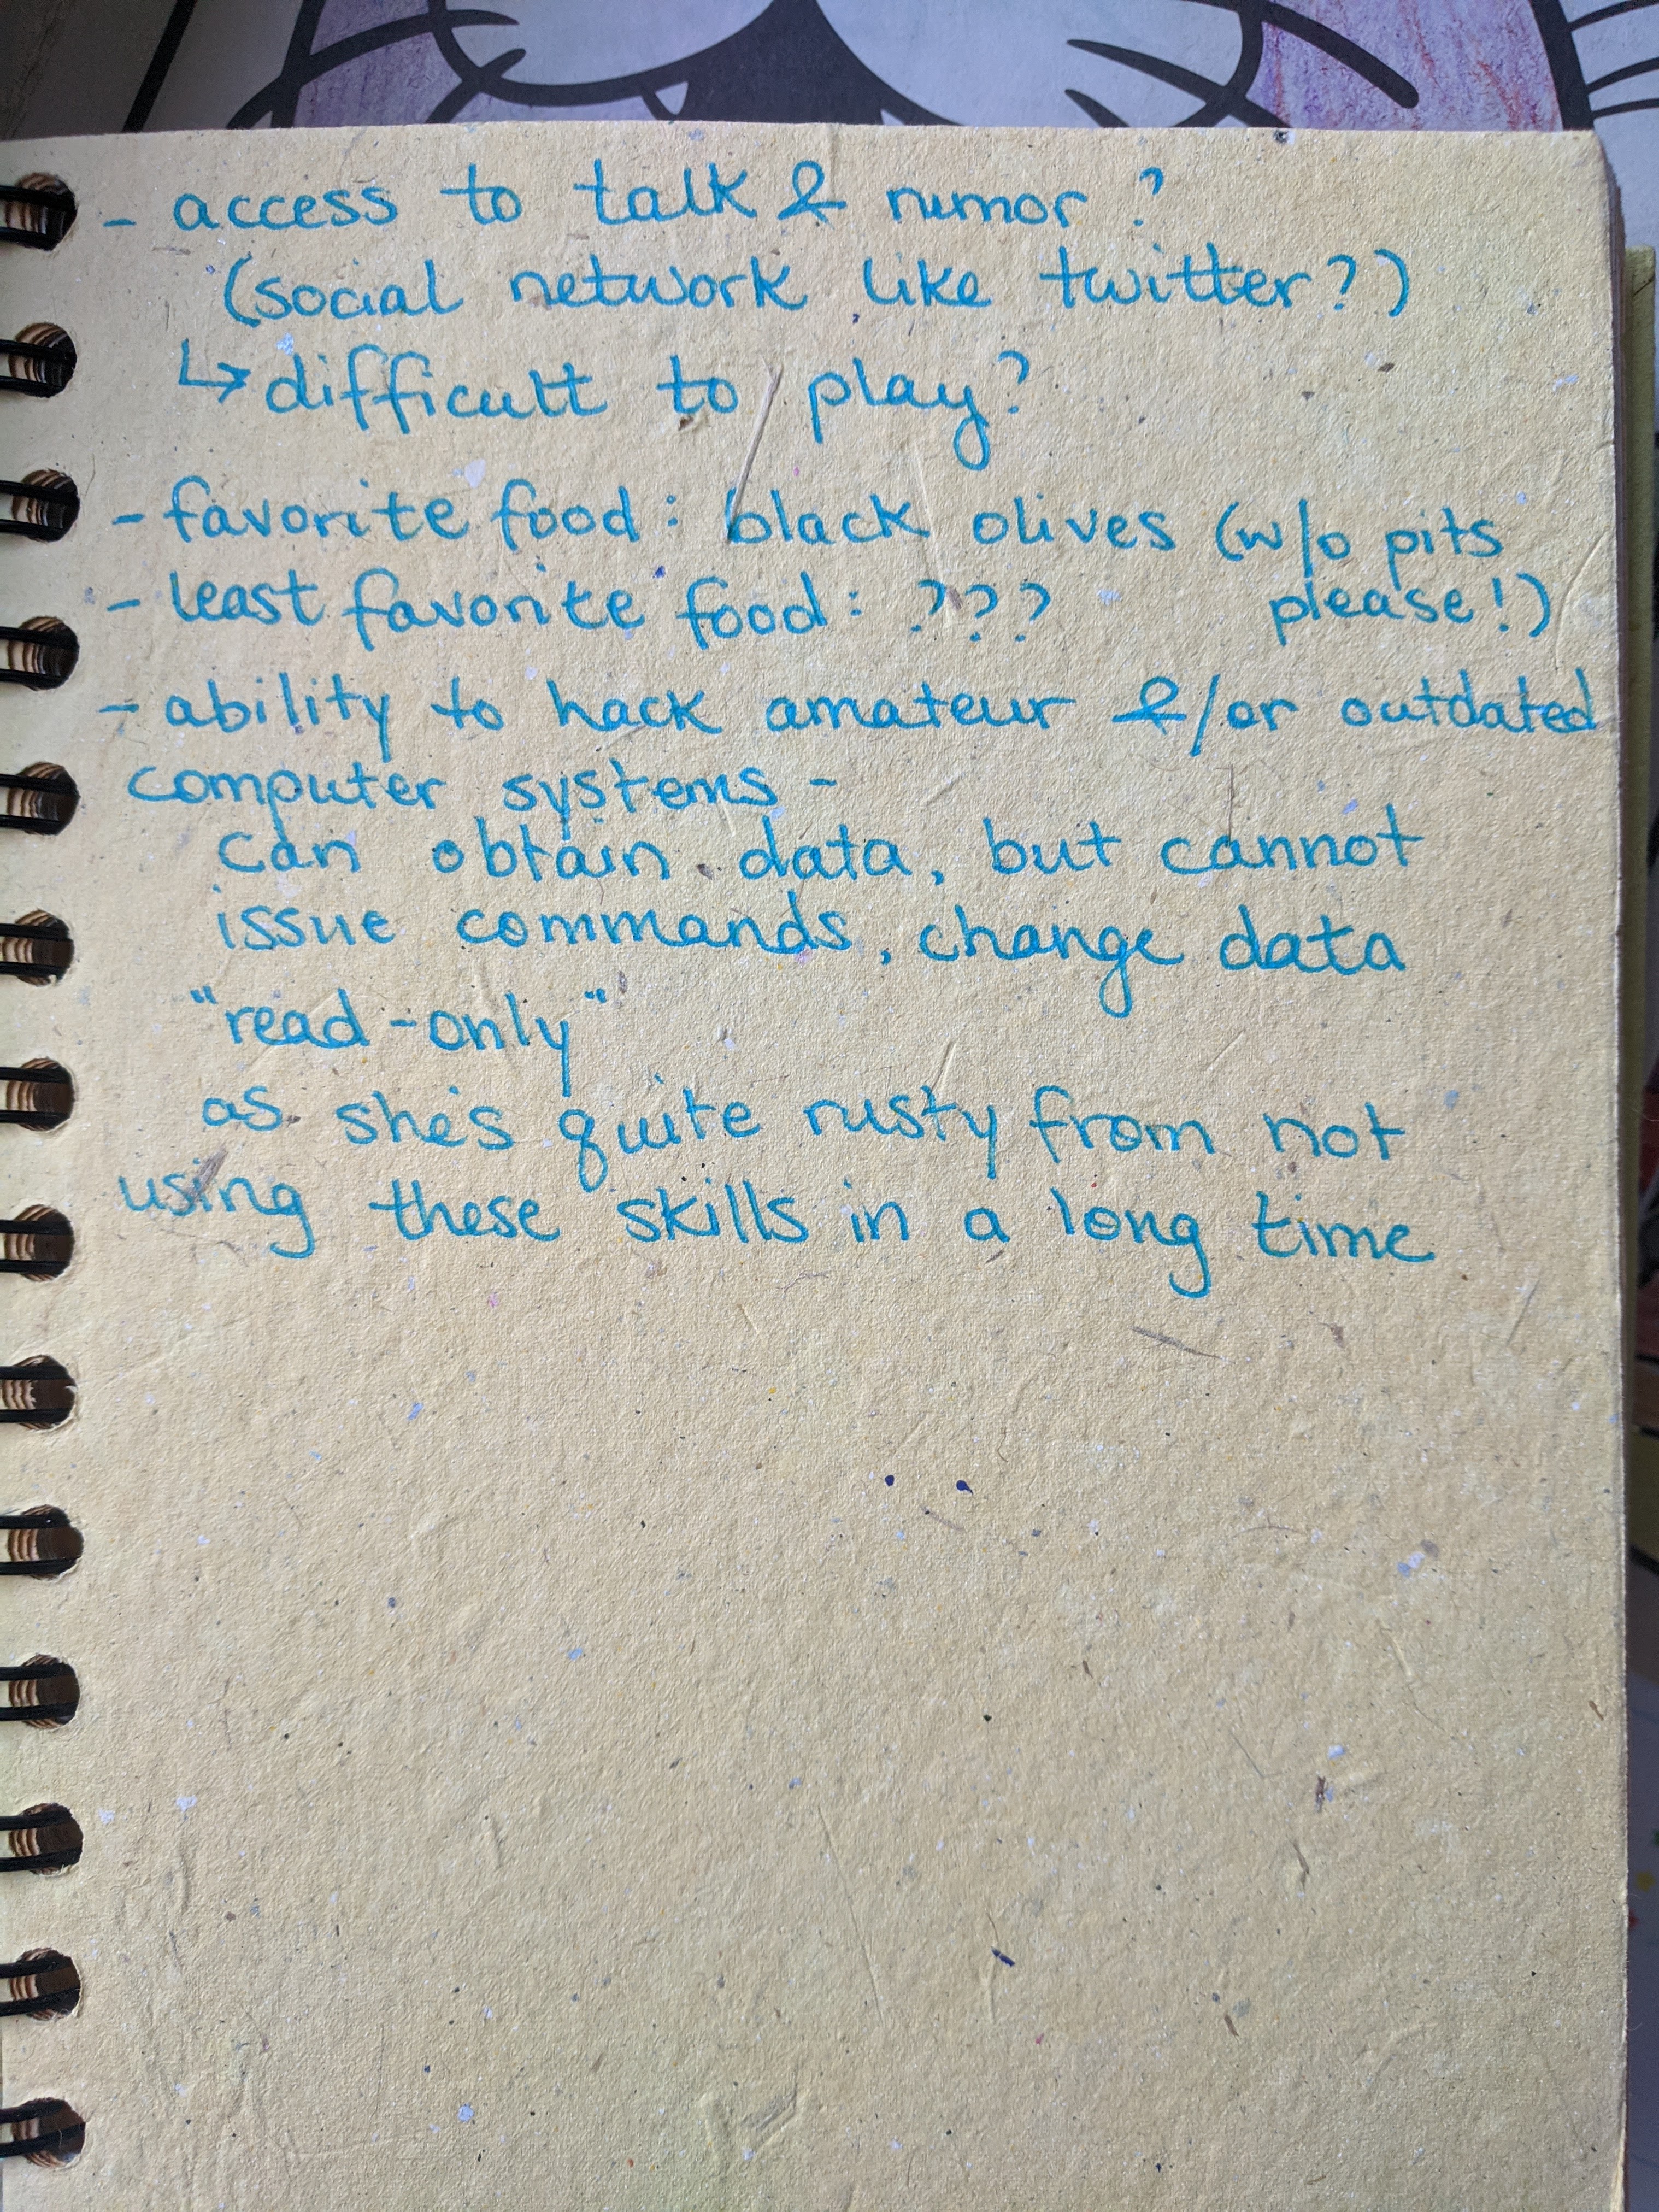 - access to talk & rumor?
(social network like twitter?)
↳ difficult to play?
- favorite food: black olives (w/o pits
please!)
- least favorite food: ???
- ability to hack amateur &/or outdated
computer systems -
can obtain data, but cannot
issue commands, change data
"read-only"
as she's quite rusty from not
using these skills in a long time